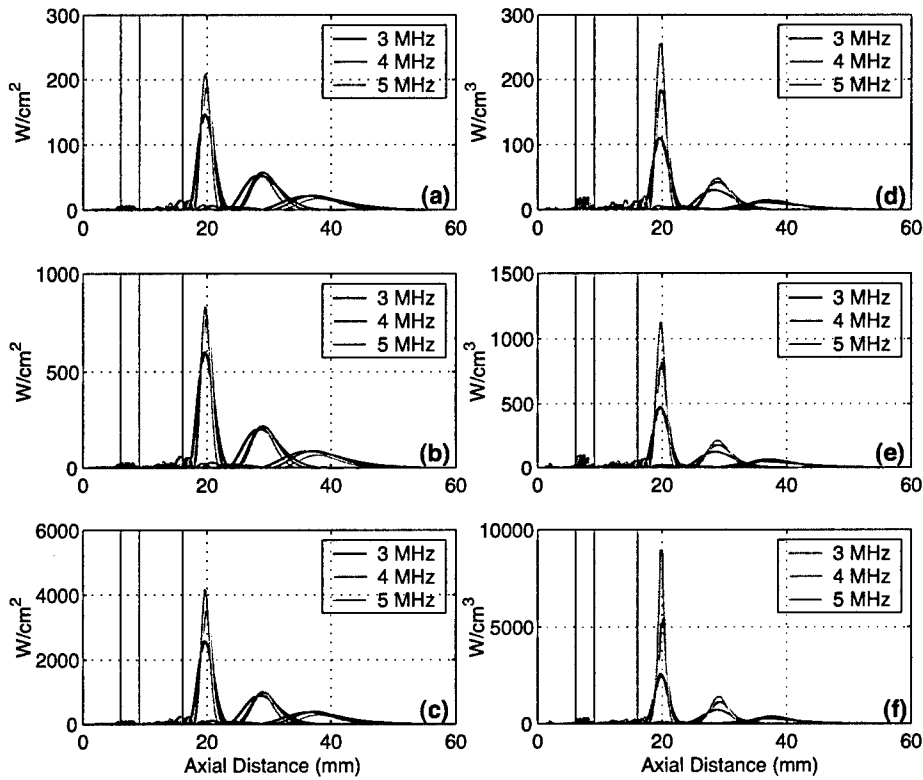 300
200
100
0
W/cm²
3 MHz
4 MHz
5 MHz
(a)
0
20
40
60
300
200
100
0
W/cm³
3 MHz
4 MHz
5 MHz
(d)
0
20
40
60
1000
500
0
W/cm²
3 MHz
4 MHz
5 MHz
(b)
0
20
40
60
1500
1000
500
0
W/cm³
3 MHz
4 MHz
5 MHz
(e)
0
20
40
60
6000
4000
2000
0
W/cm²
3 MHz
4 MHz
5 MHz
(c)
0
20
40
60
Axial Distance (mm)
10000
5000
0
W/cm³
3 MHz
4 MHz
5 MHz
(f)
0
20
40
60
Axial Distance (mm)